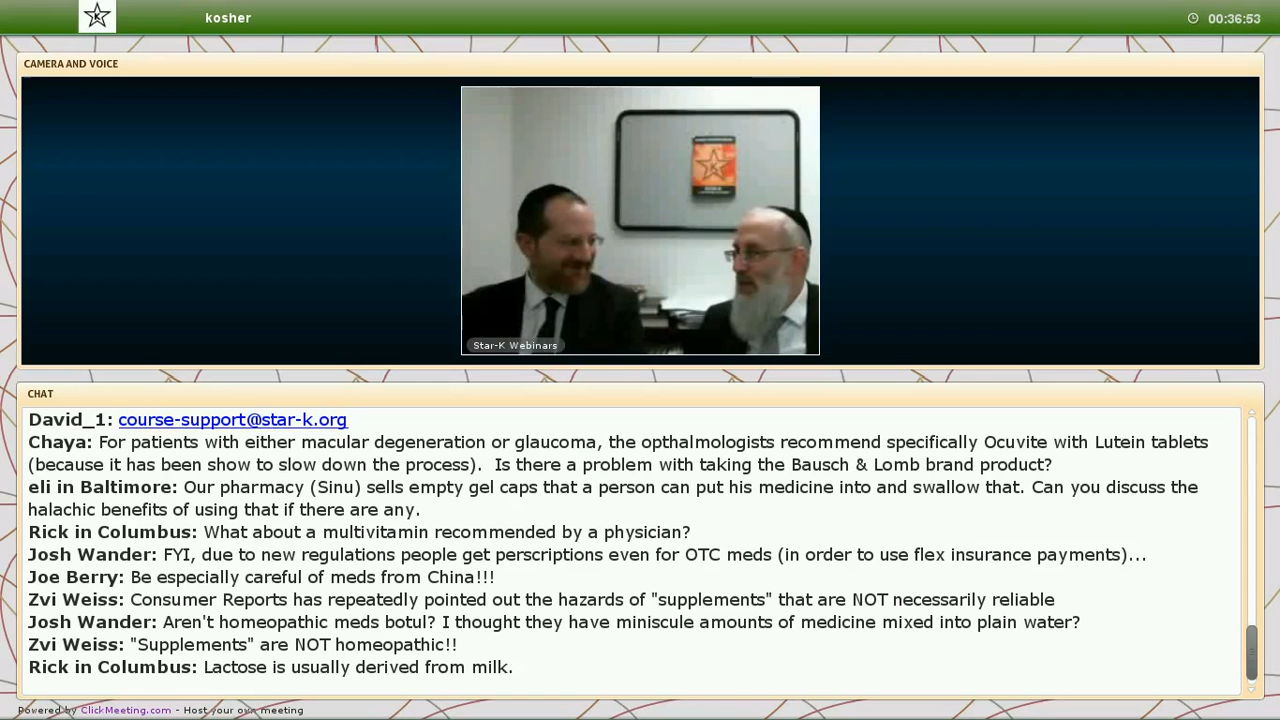 kosher
00:36:53
CAMERA AND VOICE
K
Star-K Webinars
CHAT
David_1: course-support@star-k.org
Chaya: For patients with either macular degeneration or glaucoma, the opthalmologists recommend specifically Ocuvite with Lutein tablets
(because it has been show to slow down the process).  Is there a problem with taking the Bausch & Lomb brand product?
eli in Baltimore: Our pharmacy (Sinu) sells empty gel caps that a person can put his medicine into and swallow that. Can you discuss the
halachic benefits of using that if there are any.
Rick in Columbus: What about a multivitamin recommended by a physician?
Josh Wander: FYI, due to new regulations people get perscriptions even for OTC meds (in order to use flex insurance payments)...
Joe Berry: Be especially careful of meds from China!!!
Zvi Weiss: Consumer Reports has repeatedly pointed out the hazards of "supplements" that are NOT necessarily reliable
Josh Wander: Aren't homeopathic meds botul? I thought they have miniscule amounts of medicine mixed into plain water?
Zvi Weiss: "Supplements" are NOT homeopathic!!
Rick in Columbus: Lactose is usually derived from milk.
Powered by ClickMeeting.com - Host your own meeting